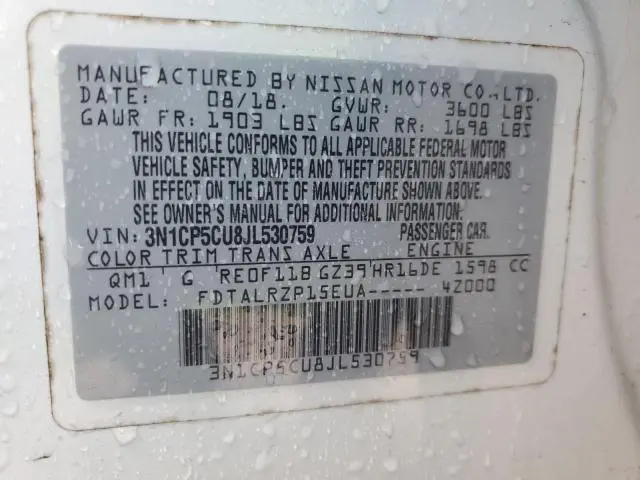 MANUFACTURED BY NISSAN MOTOR CO.,LTD.
DATE: 08/18. GVWR: 3600 LBS
GAWR FR: 1903 LBS GAWR RR: 1698 LBS
THIS VEHICLE CONFORMS TO ALL APPLICABLE FEDERAL MOTOR
VEHICLE SAFETY, BUMPER AND THEFT PREVENTION STANDARDS
IN EFFECT ON THE DATE OF MANUFACTURE SHOWN ABOVE.
SEE OWNER'S MANUAL FOR ADDITIONAL INFORMATION.
VIN: 3N1CP5CU8JL530759 PASSENGER CAR.
COLOR TRIM TRANS AXLE ENGINE
QM1 G RE0F11B GZ39 HR16DE 1598 CC
MODEL: FDTALRZP15EUA----- 4Z000
3N1CP5CU8JL530759